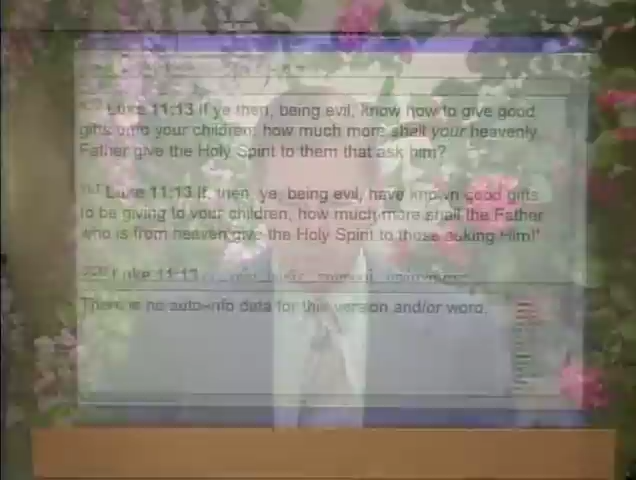 Luke 11:13 If ye then, being evil, know how to give good
gifts unto your children: how much more shall your heavenly
Father give the Holy Spirit to them that ask him?
Luke 11:13 If, then, ye, being evil, have known good gifts
to be giving to your children, how much more shall the Father
who is from heaven give the Holy Spirit to those asking Him!"
Luke 11:13
There is no auto-info data for this version and/or word.